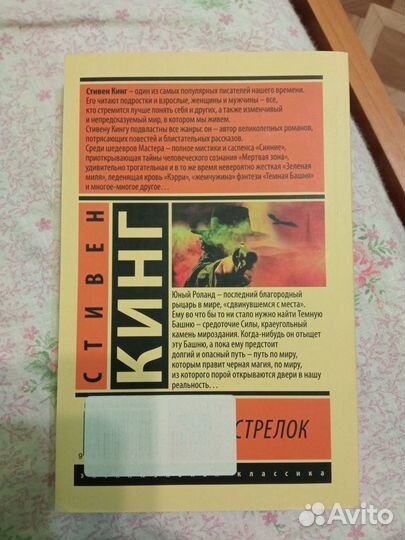 Стивен Кинг – один из самых популярных писателей нашего времени.
Его читают подростки и взрослые, женщины и мужчины – все,
кто стремится лучше понять себя и других, а также изменчивый
и непредсказуемый мир, в котором мы живем.
Стивену Кингу подвластны все жанры: он – автор великолепных романов,
потрясающих повестей и блистательных рассказов.
Среди шедевров Мастера – полное мистики и саспенса «Сияние»,
приоткрывающая тайны человеческого сознания «Мертвая зона»,
удивительно трогательная и в то же время невероятно жесткая «Зеленая
миля», леденящая кровь «Кэрри», «жемчужина» фэнтези «Темная Башня»
и многое-многое другое…
СТИВЕН
КИНГ
Юный Роланд – последний благородный
рыцарь в мире, «сдвинувшемся с места».
Ему во что бы то ни стало нужно найти Темную
Башню – средоточие Силы, краеугольный
камень мироздания. Когда-нибудь он отыщет
эту Башню, а пока ему предстоит
долгий и опасный путь – путь по миру,
которым правит черная магия, по миру,
из которого порой открываются двери в нашу
реальность…
СТРЕЛОК
9
классика
Avito